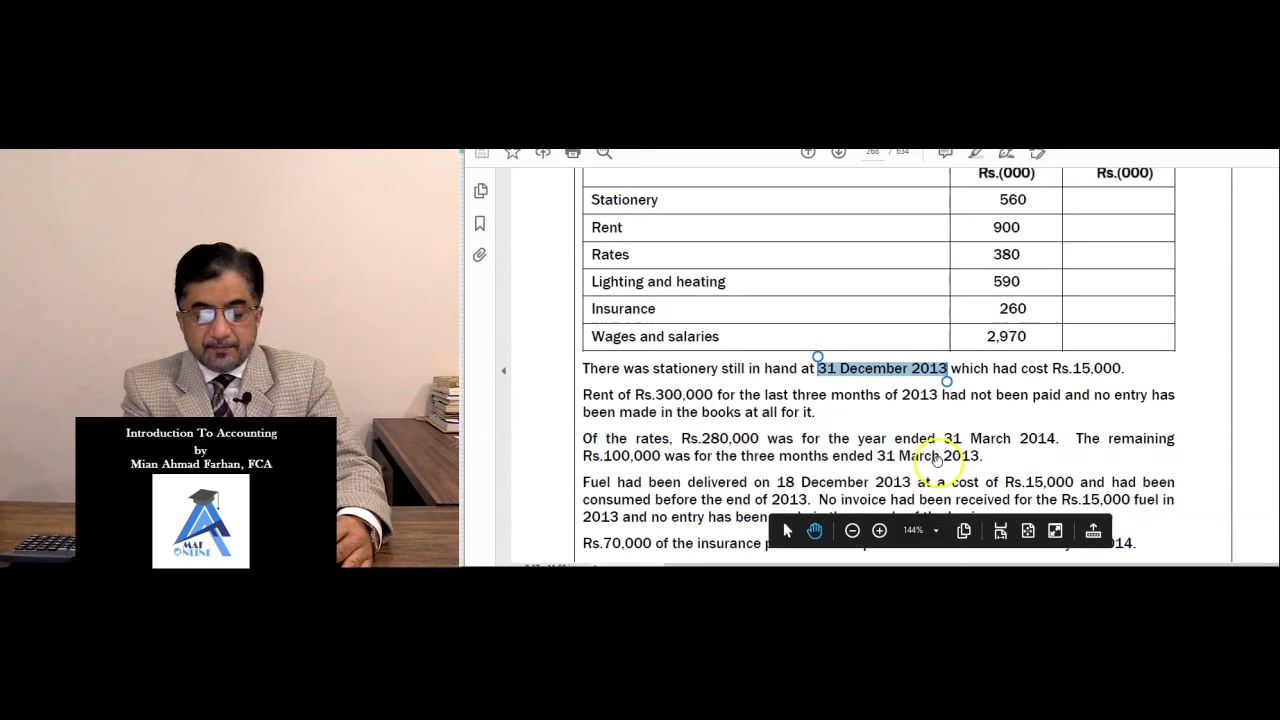 268 / 634
Rs.(000) Rs.(000)
Stationery 560
Rent 900
Rates 380
Lighting and heating 590
Insurance 260
Wages and salaries 2,970
There was stationery still in hand at 31 December 2013 which had cost Rs.15,000.
Rent of Rs.300,000 for the last three months of 2013 had not been paid and no entry has
been made in the books at all for it.
Of the rates, Rs.280,000 was for the year ended 31 March 2014. The remaining
Rs.100,000 was for the three months ended 31 March 2013.
Fuel had been delivered on 18 December 2013 at a cost of Rs.15,000 and had been
consumed before the end of 2013. No invoice had been received for the Rs.15,000 fuel in
2013 and no entry has been
144%
Rs.70,000 of the insurance
014.
Introduction To Accounting
by
Mian Ahmad Farhan, FCA
MAF
ONLINE